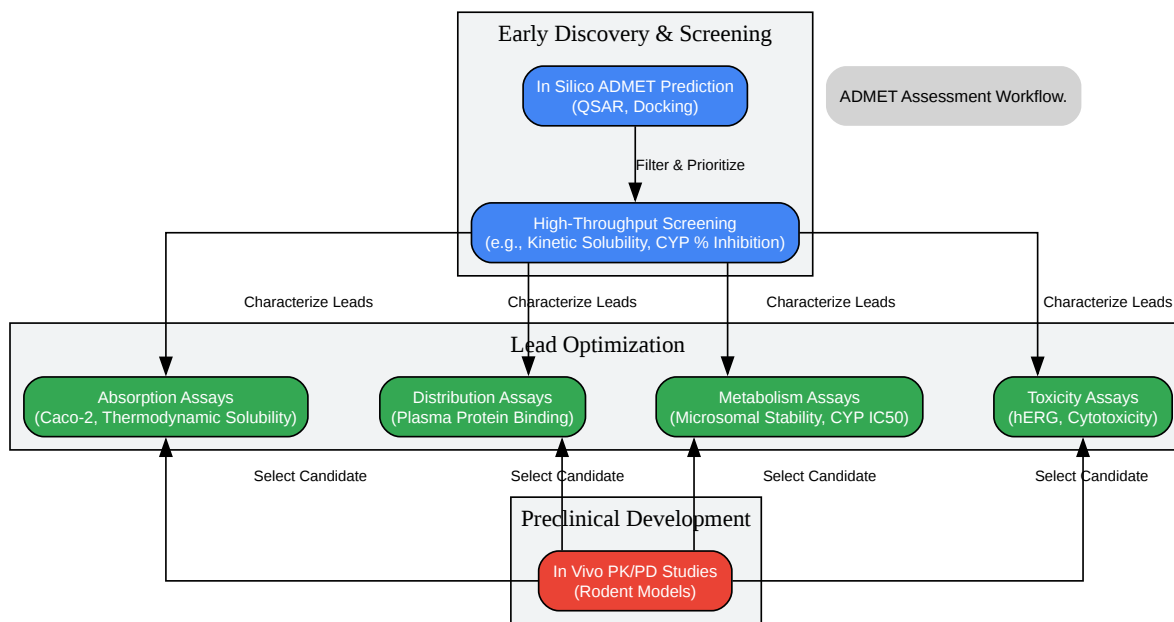 Early Discovery & Screening
In Silico ADMET Prediction
(QSAR, Docking)
ADMET Assessment Workflow.
Filter & Prioritize
High-Throughput Screening
(e.g., Kinetic Solubility, CYP % Inhibition)
Characterize Leads
Characterize Leads
Characterize Leads
Characterize Leads
Lead Optimization
Absorption Assays
(Caco-2, Thermodynamic Solubility)
Distribution Assays
(Plasma Protein Binding)
Metabolism Assays
(Microsomal Stability, CYP IC50)
Toxicity Assays
(hERG, Cytotoxicity)
Select Candidate
Select Candidate
Select Candidate
Select Candidate
Preclinical Development
In Vivo PK/PD Studies
(Rodent Models)